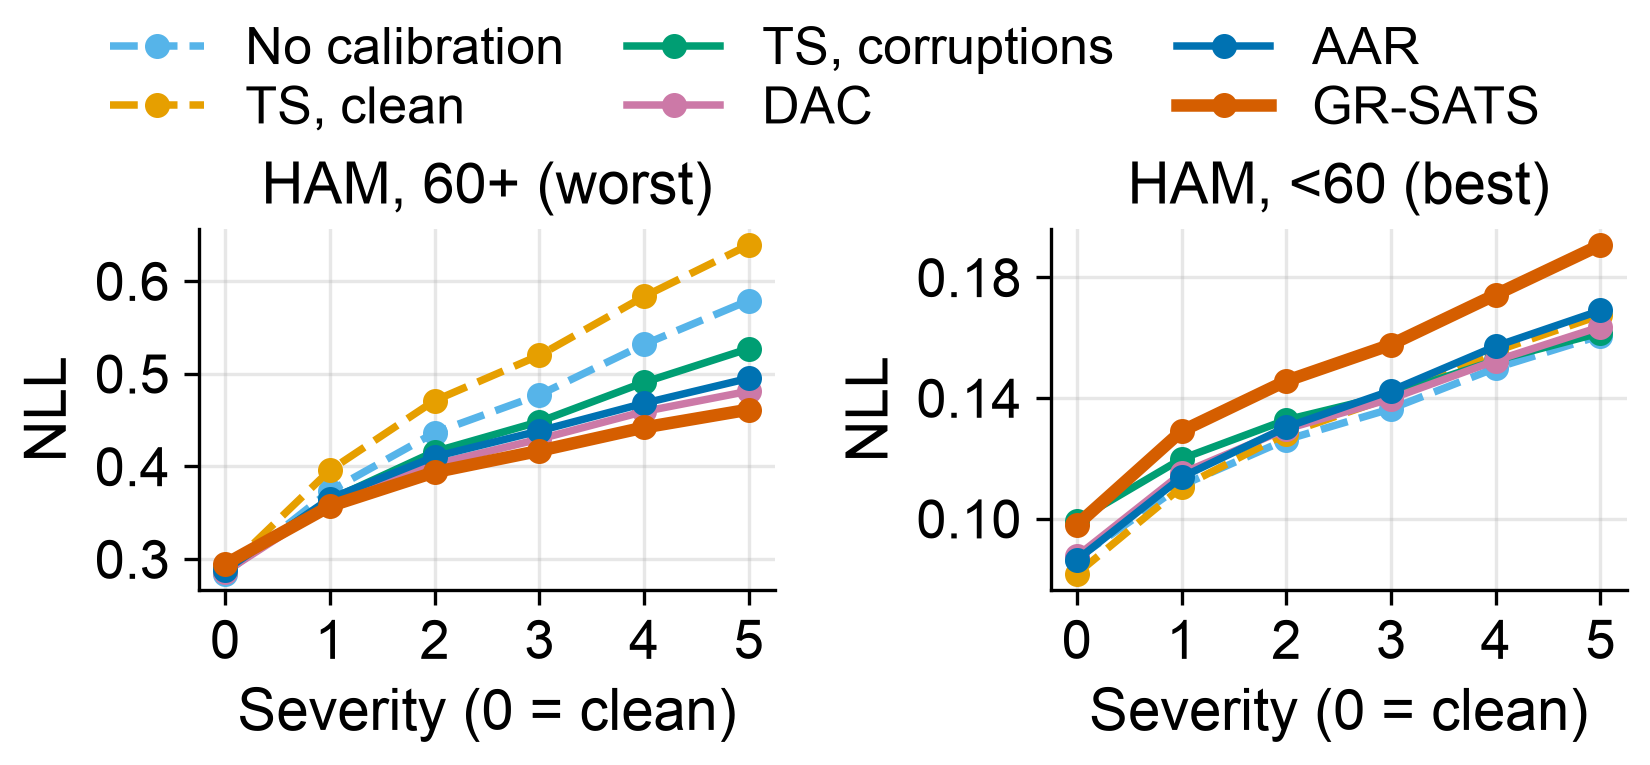 No calibration
TS, clean
TS, corruptions
DAC
AAR
GR-SATS
HAM, 60+ (worst)
NLL
0.6
0.5
0.4
0.3
0 1 2 3 4 5
Severity (0 = clean)
HAM, <60 (best)
NLL
0.18
0.14
0.10
0 1 2 3 4 5
Severity (0 = clean)